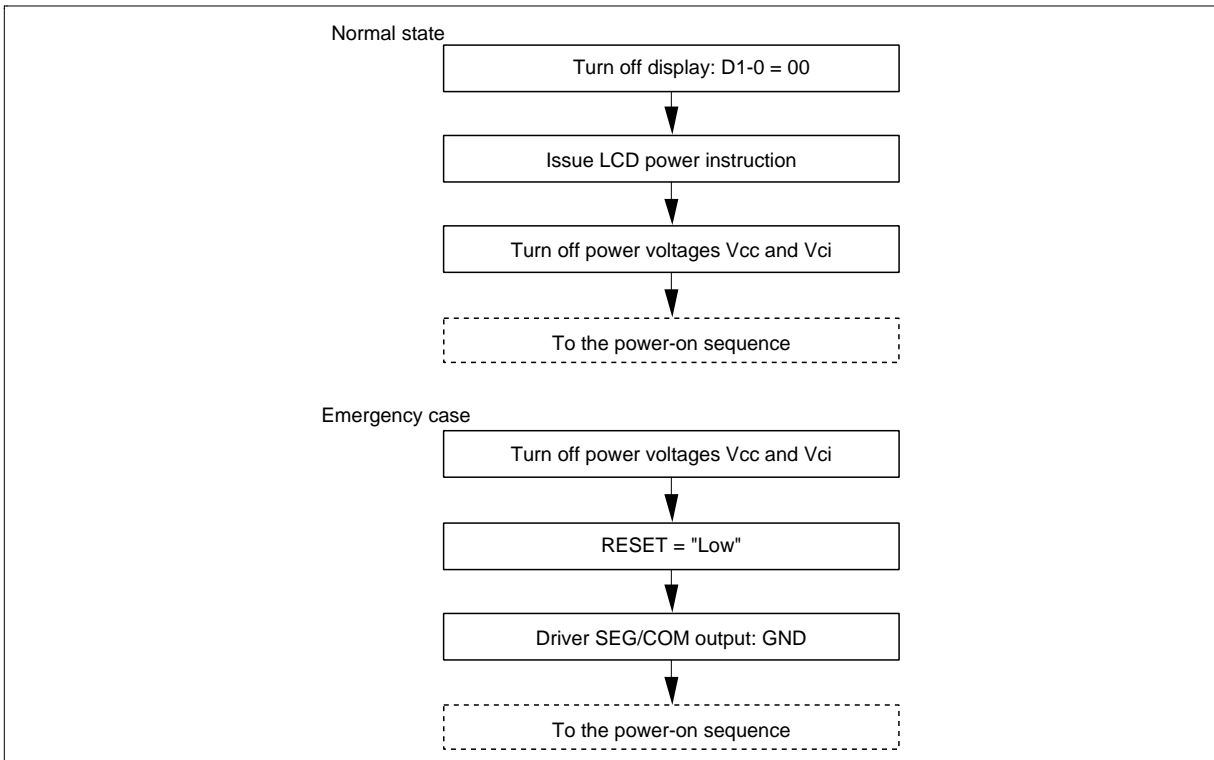 Normal state
Turn off display: D1-0 = 00
Issue LCD power instruction
Turn off power voltages Vcc and Vci
To the power-on sequence
Emergency case
Turn off power voltages Vcc and Vci
RESET = "Low"
Driver SEG/COM output: GND
To the power-on sequence